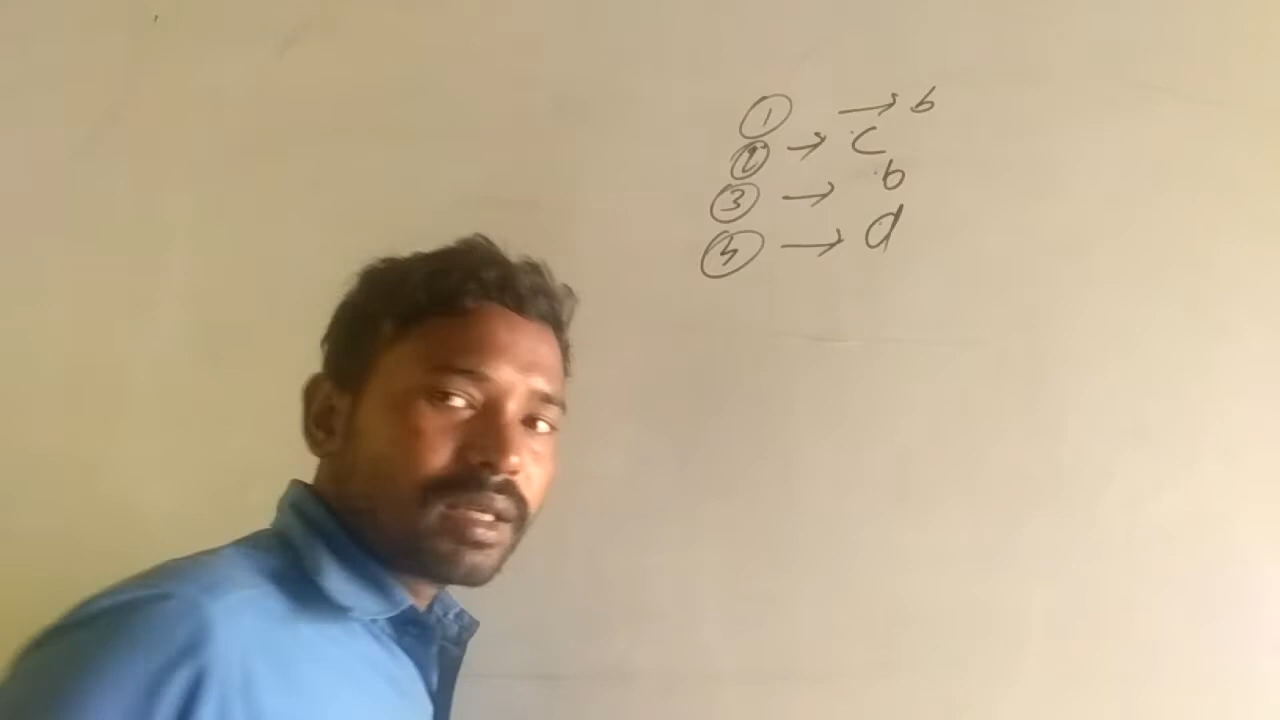 ① → b
② → c
③ → b
④ → d